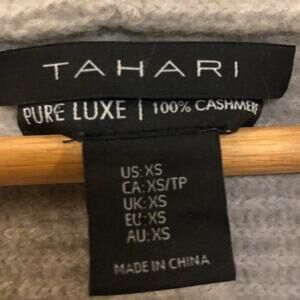 TAHARI
PURE LUXE | 100% CASHMERE
US: XS
CA: XS/TP
UK: XS
EU: XS
AU: XS
MADE IN CHINA